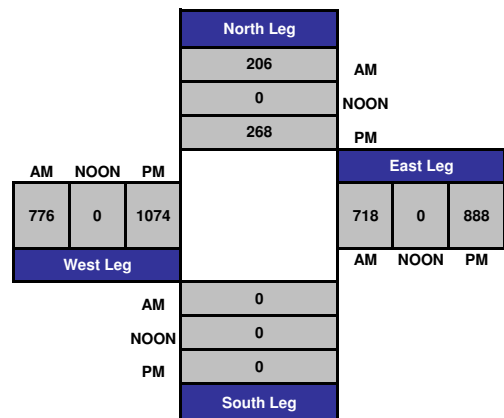 North Leg
206 AM
0 NOON
268 PM
AM NOON PM
East Leg
776 0 1074
718 0 888
West Leg
AM NOON PM
AM 0
NOON 0
PM 0
South Leg